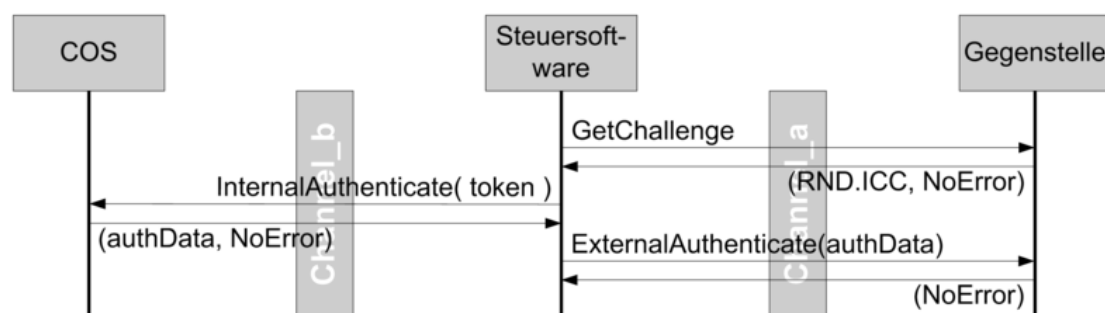 COS
Steuersoft-
ware
Gegenstelle
Channel_b
Channel_a
GetChallenge
(RND.ICC, NoError)
InternalAuthenticate( token )
(authData, NoError)
ExternalAuthenticate(authData)
(NoError)